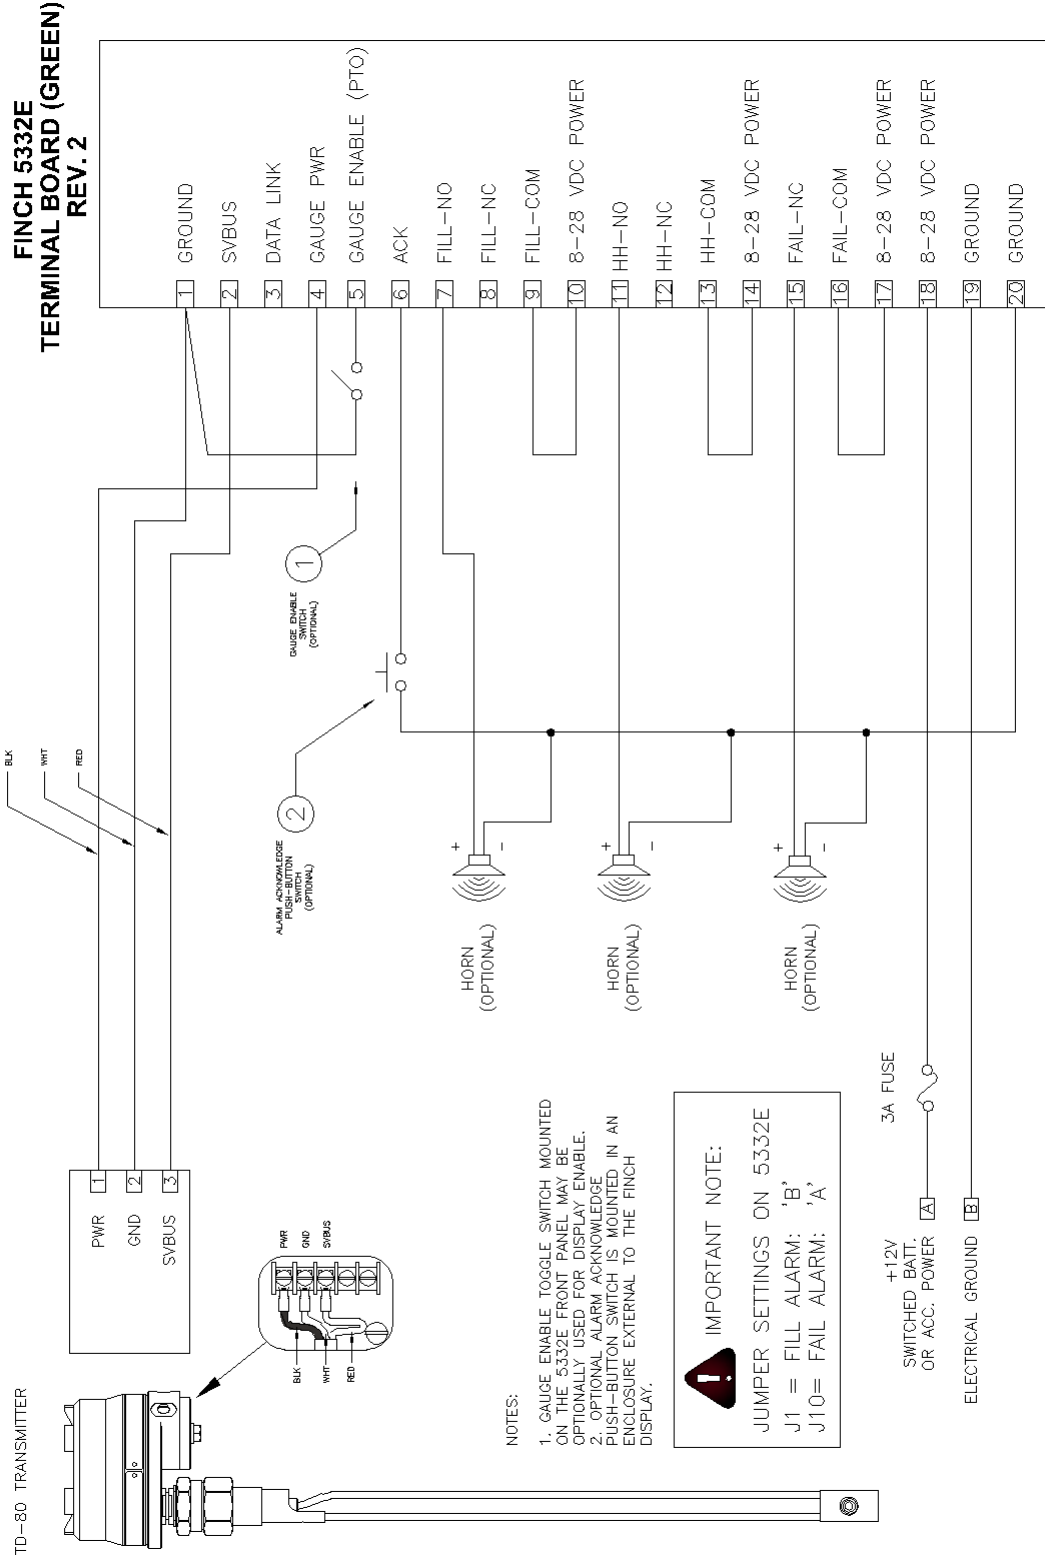 FINCH 5332E
TERMINAL BOARD (GREEN)
REV. 2
1 GROUND
2 SVBUS
3 DATA LINK
4 GAUGE PWR
5 GAUGE ENABLE (PTO)
6 ACK
7 FILL-NO
8 FILL-NC
9 FILL-COM
10 8-28 VDC POWER
11 HH-NO
12 HH-NC
13 HH-COM
14 8-28 VDC POWER
15 FAIL-NC
16 FAIL-COM
17 8-28 VDC POWER
18 8-28 VDC POWER
19 GROUND
20 GROUND
BLK
WHT
RED
1
GAUGE ENABLE
SWITCH
(OPTIONAL)
2
ALARM ACKNOWLEDGE
PUSH-BUTTON
SWITCH
(OPTIONAL)
+
-
HORN
(OPTIONAL)
+
-
HORN
(OPTIONAL)
+
-
HORN
(OPTIONAL)
PWR 1
GND 2
SVBUS 3
PWR
GND
SVBUS
BLK
WHT
RED
TD-80 TRANSMITTER
NOTES:
1. GAUGE ENABLE TOGGLE SWITCH MOUNTED
ON THE 5332E FRONT PANEL MAY BE
OPTIONALLY USED FOR DISPLAY ENABLE.
2. OPTIONAL ALARM ACKNOWLEDGE
PUSH-BUTTON SWITCH IS MOUNTED IN AN
ENCLOSURE EXTERNAL TO THE FINCH
DISPLAY.
! IMPORTANT NOTE:
JUMPER SETTINGS ON 5332E
J1 = FILL ALARM: 'B'
J10= FAIL ALARM: 'A'
3A FUSE
+12V
SWITCHED BATT.
OR ACC. POWER A
ELECTRICAL GROUND B